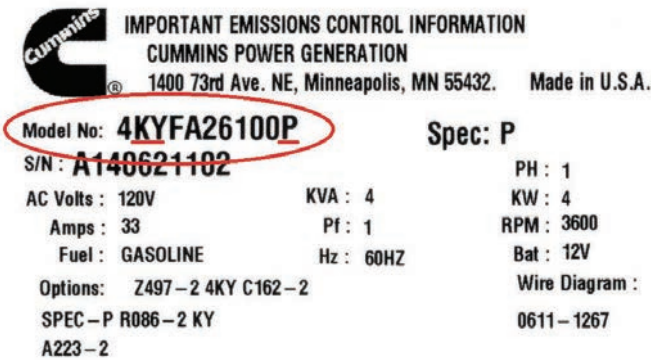 Cummins
®
IMPORTANT EMISSIONS CONTROL INFORMATION
CUMMINS POWER GENERATION
1400 73rd Ave. NE, Minneapolis, MN 55432. Made in U.S.A.
Model No: 4KYFA26100P Spec: P
S/N : A140621102 PH : 1
AC Volts : 120V KVA : 4 KW : 4
Amps : 33 Pf : 1 RPM : 3600
Fuel : GASOLINE Hz : 60HZ Bat : 12V
Options: Z497-2 4KY C162-2 Wire Diagram :
SPEC-P R086-2 KY 0611-1267
A223-2